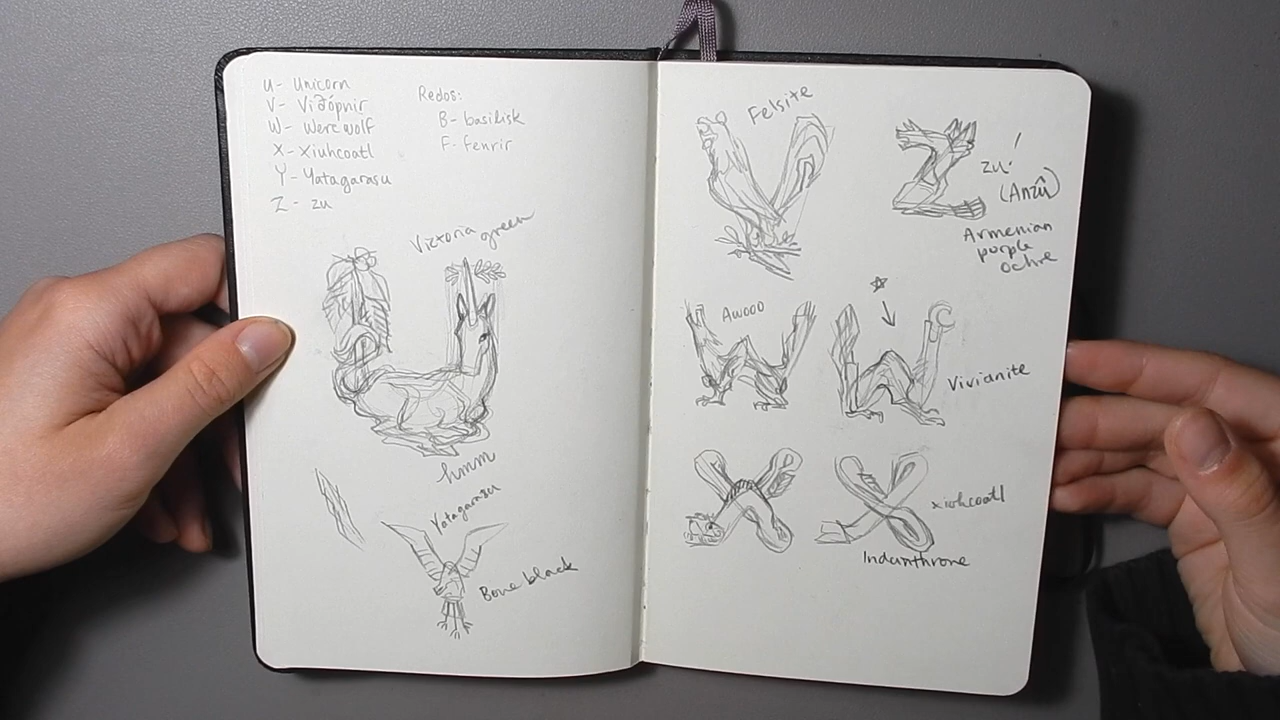 U- Unicorn
V- Viðópnir
W- Werewolf
X- Xiuhcoatl
Y- Yatagarasu
Z- zu
Redos:
B- basilisk
F- fenrir
Victoria green
hmm
Yatagarasu
Bone black
Felsite
zu!
(Anzû)
Armenian
purple
ochre
Awooo
Vivianite
xiuhcoatl
Indanthrone